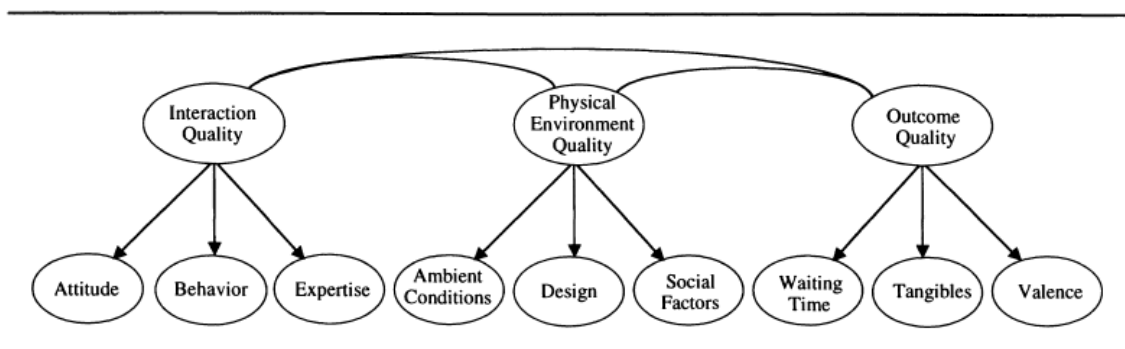 Interaction
Quality
Physical
Environment
Quality
Outcome
Quality
Attitude
Behavior
Expertise
Ambient
Conditions
Design
Social
Factors
Waiting
Time
Tangibles
Valence